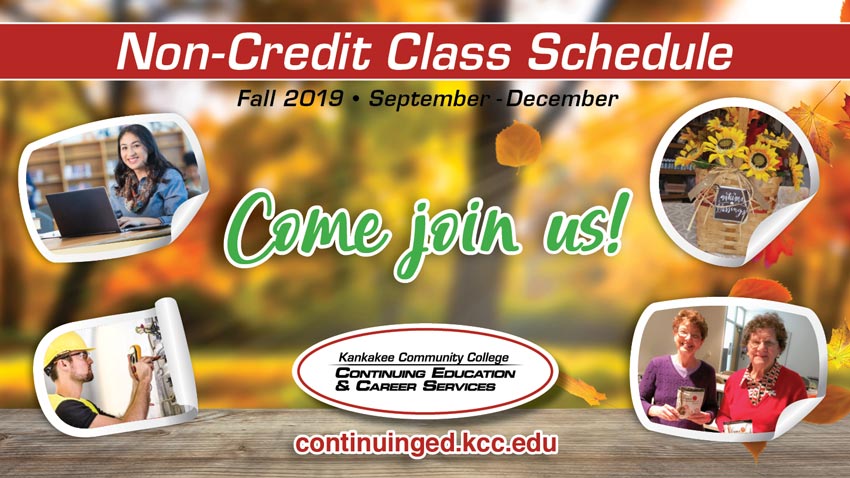 Non-Credit Class Schedule
Fall 2019 • September - December
Come join us!
Kankakee Community College
CONTINUING EDUCATION
& CAREER SERVICES
continuinged.kcc.edu